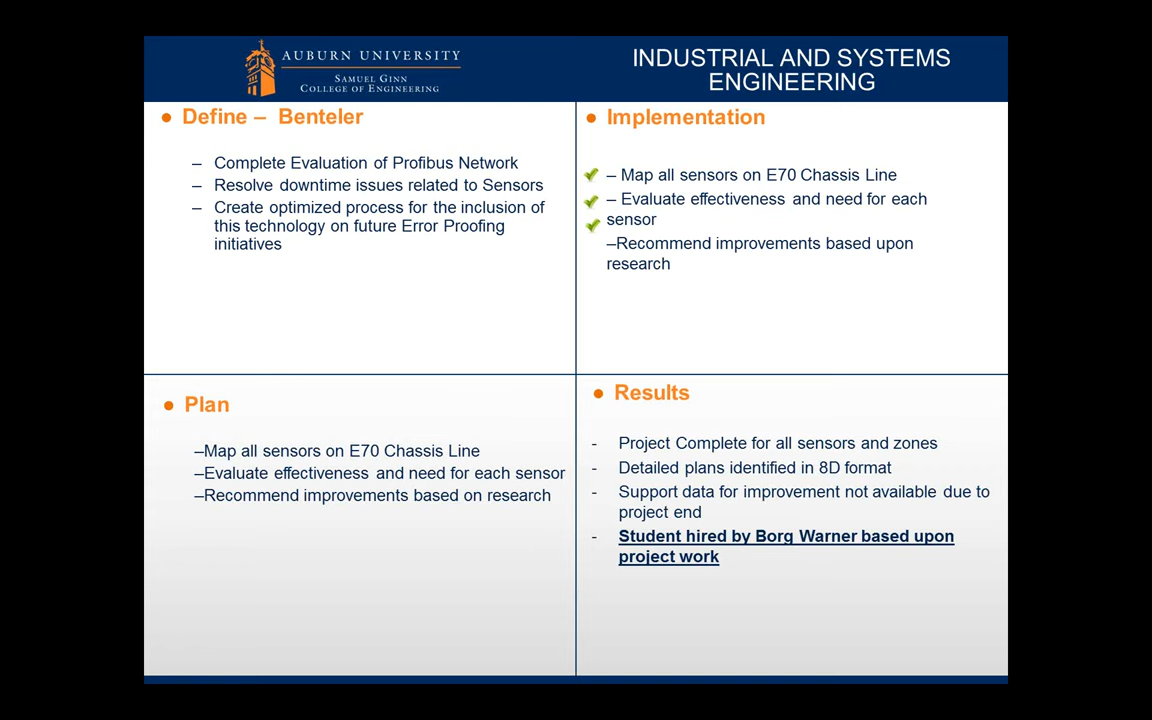 AUBURN UNIVERSITY
SAMUEL GINN
COLLEGE OF ENGINEERING
INDUSTRIAL AND SYSTEMS
ENGINEERING
● Define – Benteler
– Complete Evaluation of Profibus Network
– Resolve downtime issues related to Sensors
– Create optimized process for the inclusion of
this technology on future Error Proofing
initiatives
● Implementation
– Map all sensors on E70 Chassis Line
– Evaluate effectiveness and need for each
sensor
–Recommend improvements based upon
research
● Plan
–Map all sensors on E70 Chassis Line
–Evaluate effectiveness and need for each sensor
–Recommend improvements based on research
● Results
- Project Complete for all sensors and zones
- Detailed plans identified in 8D format
- Support data for improvement not available due to
project end
- Student hired by Borg Warner based upon
project work